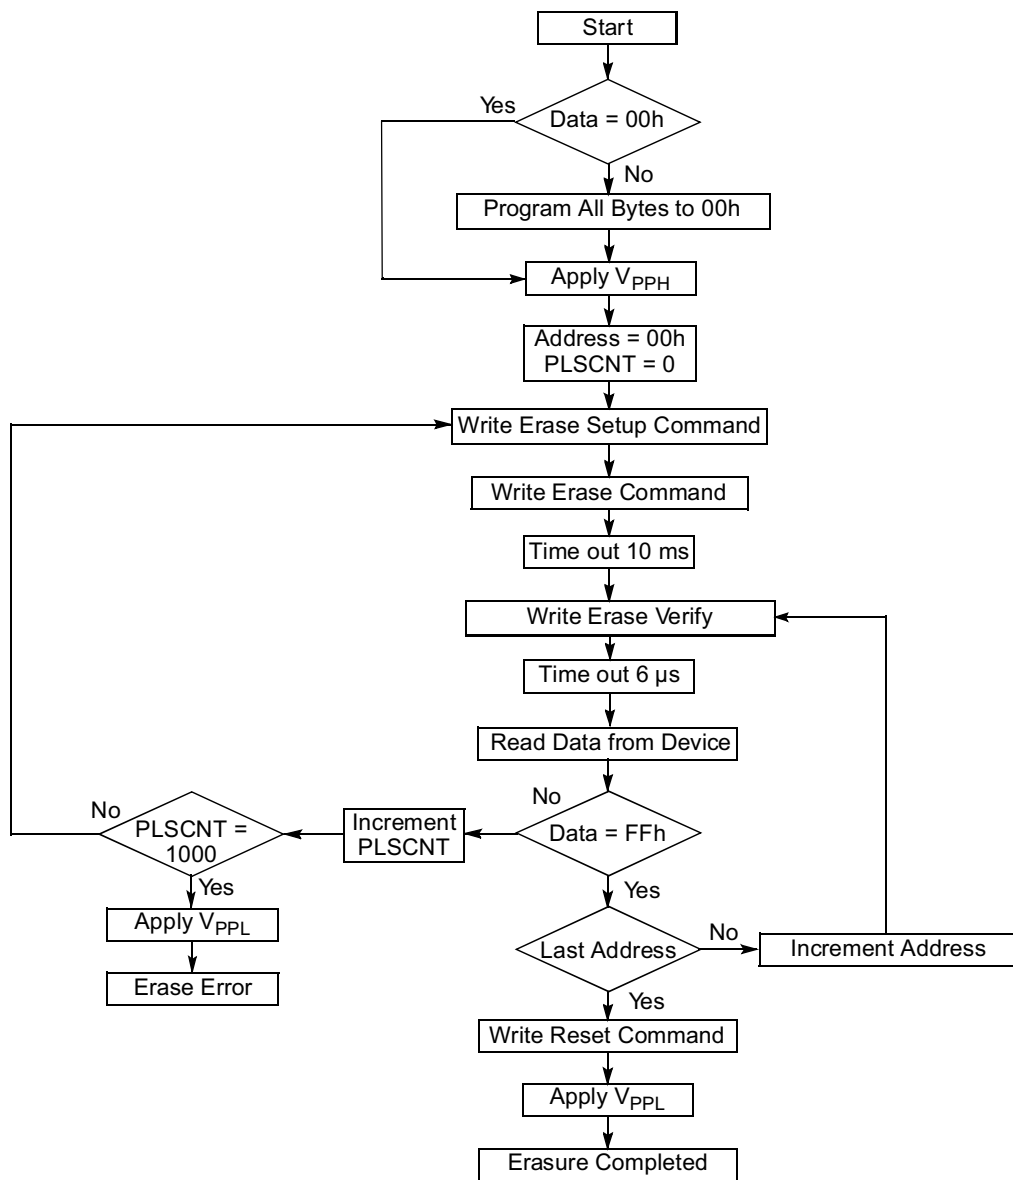 Start
Yes
Data = 00h
No
Program All Bytes to 00h
Apply VPPH
Address = 00h
PLSCNT = 0
Write Erase Setup Command
Write Erase Command
Time out 10 ms
Write Erase Verify
Time out 6 µs
Read Data from Device
No
No
PLSCNT =
1000
Increment
PLSCNT
Data = FFh
Yes
Yes
Apply VPPL
Erase Error
Last Address
No
Increment Address
Yes
Write Reset Command
Apply VPPL
Erasure Completed